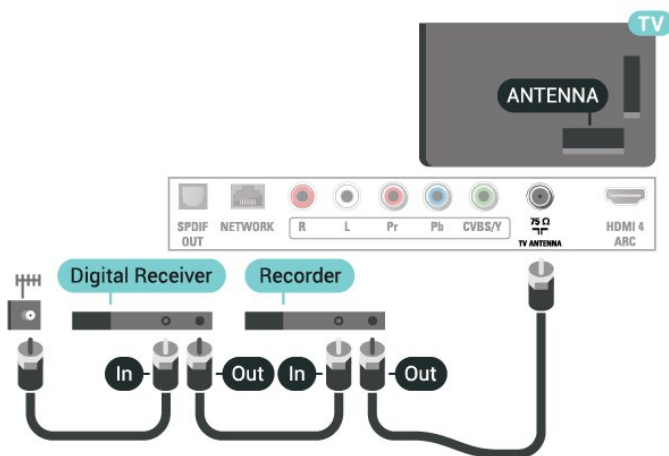 TV
ANTENNA
SPDIF OUT NETWORK R L Pr Pb CVBS/Y 75 Ω TV ANTENNA HDMI 4 ARC
Digital Receiver Recorder
In Out In Out